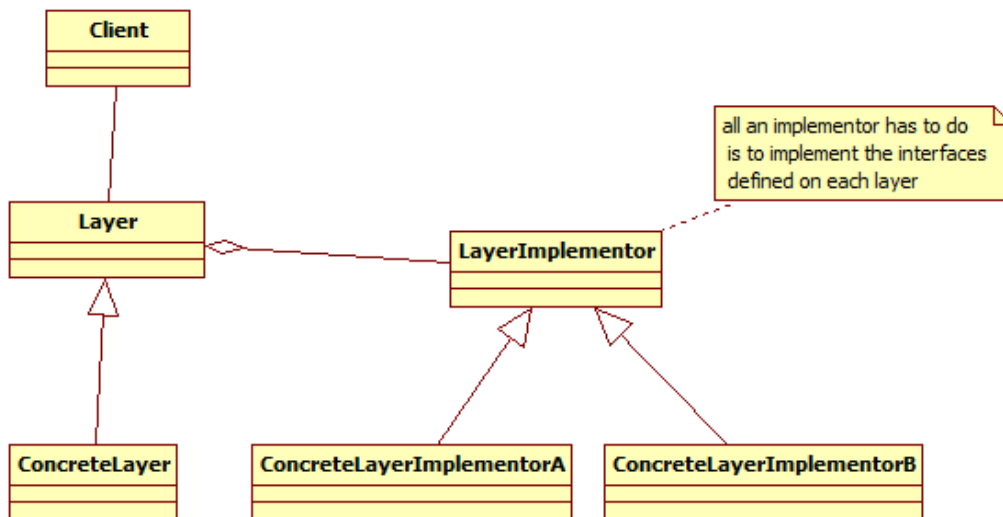 Client
all an implementor has to do
is to implement the interfaces
defined on each layer
Layer
LayerImplementor
ConcreteLayer
ConcreteLayerImplementorA
ConcreteLayerImplementorB